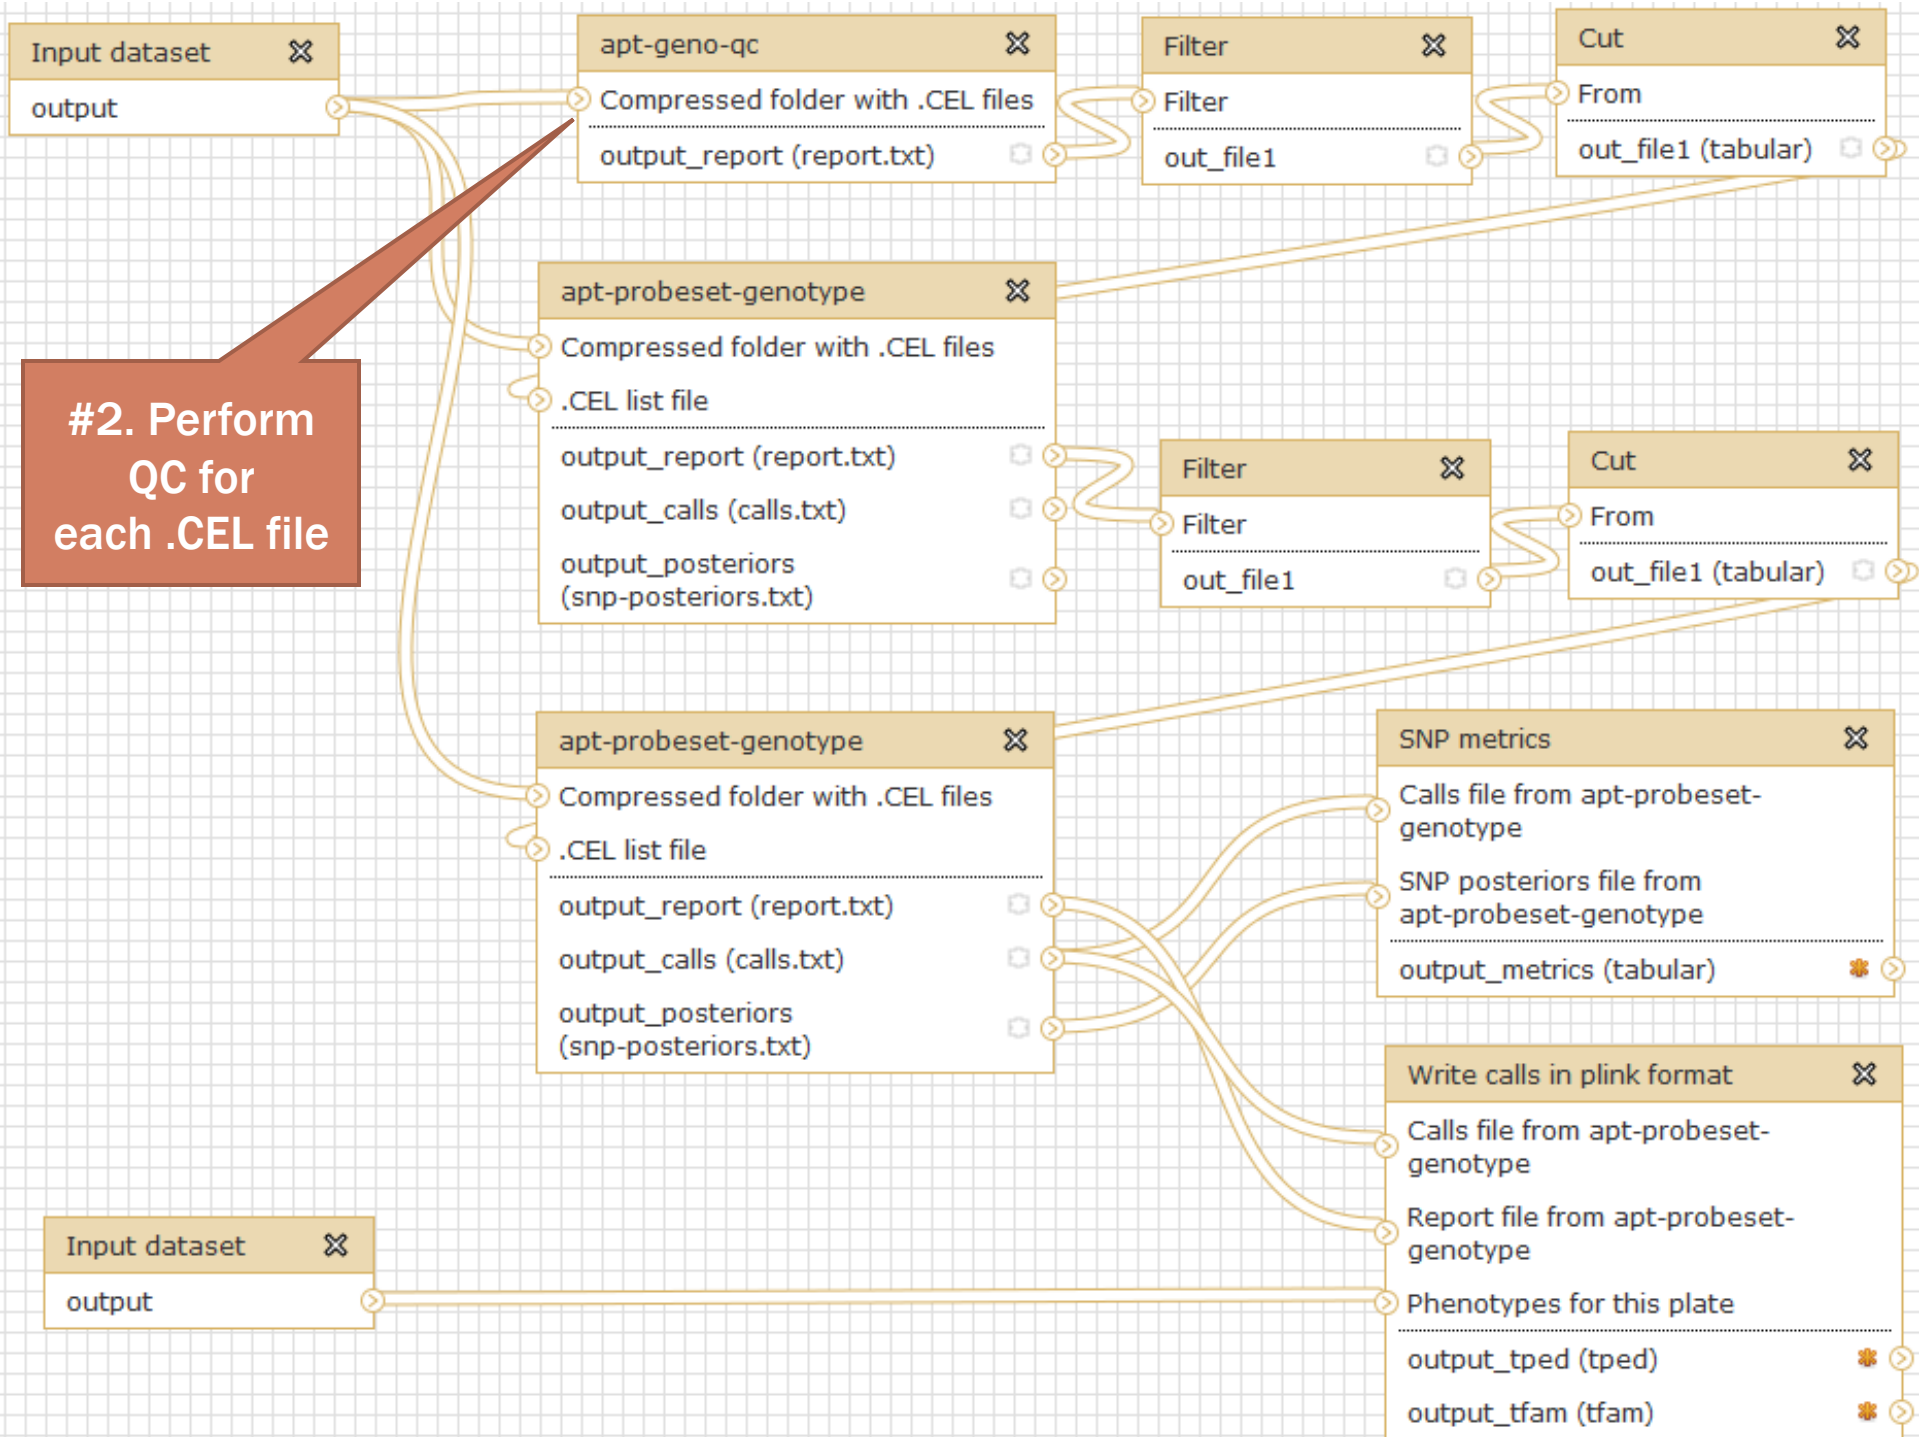 Input dataset
output
apt-geno-qc
Compressed folder with .CEL files
output_report (report.txt)
Filter
Filter
out_file1
Cut
From
out_file1 (tabular)
#2. Perform
QC for
each .CEL file
apt-probeset-genotype
Compressed folder with .CEL files
.CEL list file
output_report (report.txt)
output_calls (calls.txt)
output_posteriors
(snp-posteriors.txt)
Filter
Filter
out_file1
Cut
From
out_file1 (tabular)
apt-probeset-genotype
Compressed folder with .CEL files
.CEL list file
output_report (report.txt)
output_calls (calls.txt)
output_posteriors
(snp-posteriors.txt)
SNP metrics
Calls file from apt-probeset-
genotype
SNP posteriors file from
apt-probeset-genotype
output_metrics (tabular)
Input dataset
output
Write calls in plink format
Calls file from apt-probeset-
genotype
Report file from apt-probeset-
genotype
Phenotypes for this plate
output_tped (tped)
output_tfam (tfam)